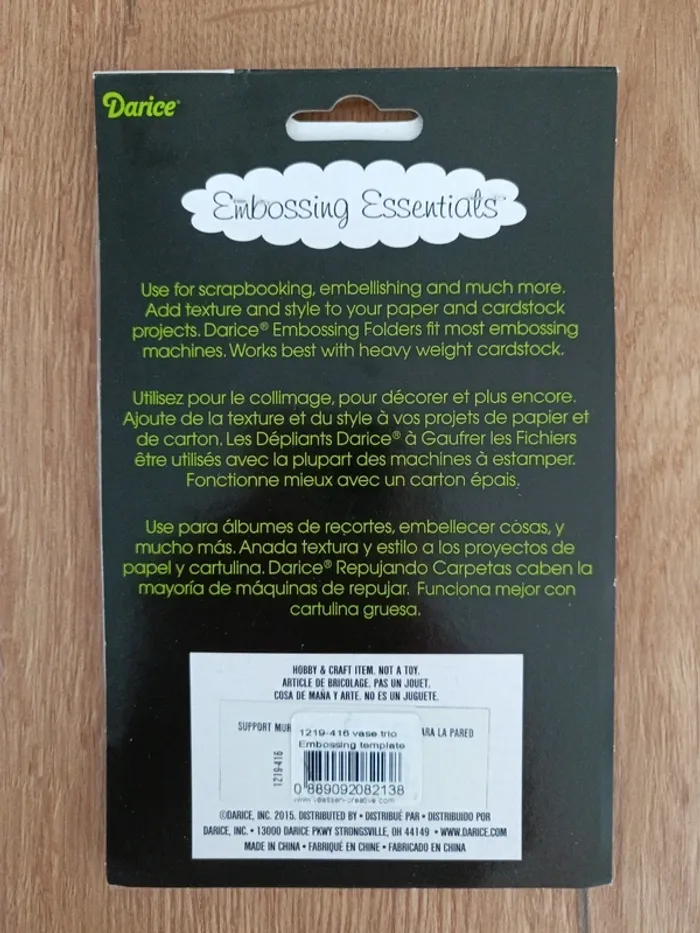 Darice®
Embossing Essentials™
Use for scrapbooking, embellishing and much more.
Add texture and style to your paper and cardstock
projects. Darice® Embossing Folders fit most embossing
machines. Works best with heavy weight cardstock.
Utilisez pour le collimage, pour décorer et plus encore.
Ajoute de la texture et du style à vos projets de papier et
de carton. Les Dépliants Darice® à Gaufrer les Fichiers
être utilisés avec la plupart des machines à estamper.
Fonctionne mieux avec un carton épais.
Use para álbumes de recortes, embellecer cosas, y
mucho más. Anada textura y estilo a los proyectos de
papel y cartulina. Darice® Repujando Carpetas caben la
mayoría de máquinas de repujar. Funciona mejor con
cartulina gruesa.
HOBBY & CRAFT ITEM. NOT A TOY.
ARTICLE DE BRICOLAGE. PAS UN JOUET.
COSA DE MAÑA Y ARTE. NO ES UN JUGUETE.
SUPPORT MUR ARA LA PARED
1219-416 vase trio
Embossing template
1219-416
0 889092082138
©DARICE, INC. 2015. DISTRIBUTED BY • DISTRIBUÉ PAR • DISTRIBUIDO POR
DARICE, INC. • 13000 DARICE PKWY STRONGSVILLE, OH 44149 • WWW.DARICE.COM
MADE IN CHINA • FABRIQUÉ EN CHINE • FABRICADO EN CHINA